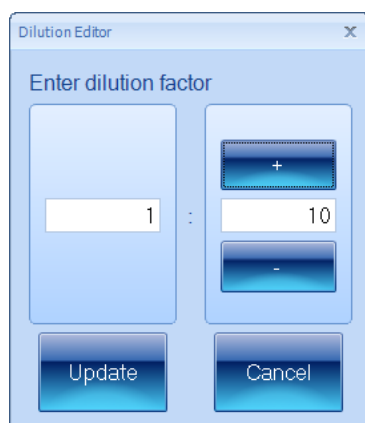 Dilution Editor x
Enter dilution factor
+
1 : 10
-
Update Cancel